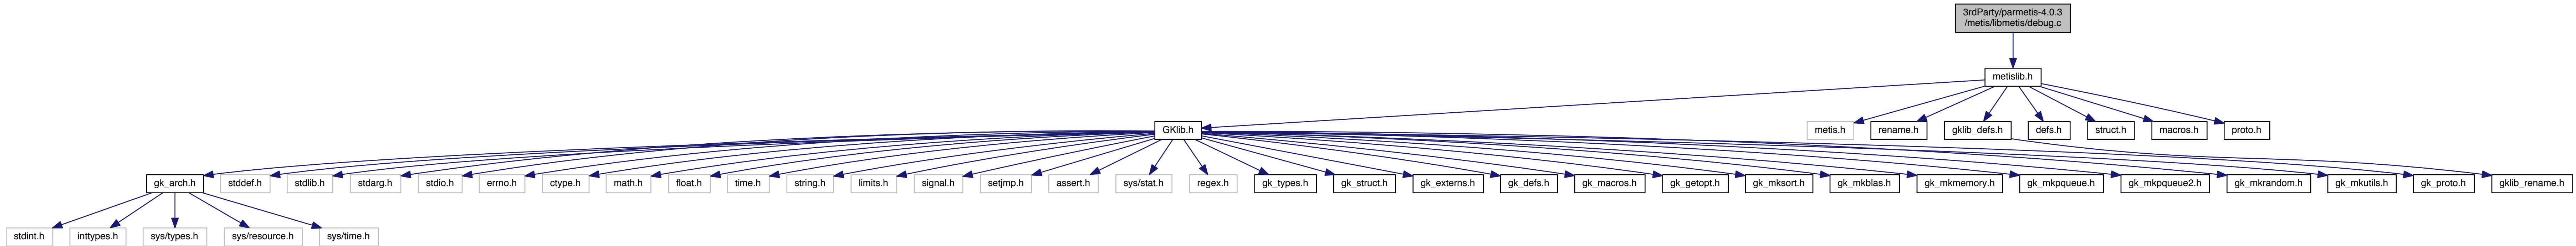 3rdParty/parmetis-4.0.3
/metis/libmetis/debug.c
metislib.h
GKlib.h
metis.h
rename.h
gklib_defs.h
defs.h
struct.h
macros.h
proto.h
gk_arch.h
stddef.h
stdlib.h
stdarg.h
stdio.h
errno.h
ctype.h
math.h
float.h
time.h
string.h
limits.h
signal.h
setjmp.h
assert.h
sys/stat.h
regex.h
gk_types.h
gk_struct.h
gk_externs.h
gk_defs.h
gk_macros.h
gk_getopt.h
gk_mksort.h
gk_mkblas.h
gk_mkmemory.h
gk_mkpqueue.h
gk_mkpqueue2.h
gk_mkrandom.h
gk_mkutils.h
gk_proto.h
gklib_rename.h
stdint.h
inttypes.h
sys/types.h
sys/resource.h
sys/time.h